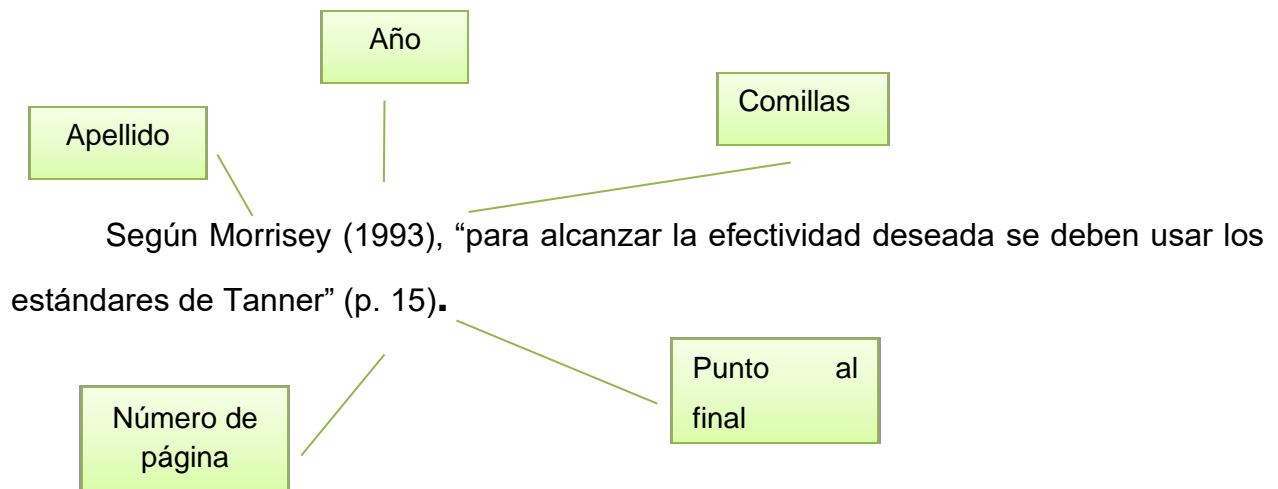 Año
Comillas
Apellido
Según Morrisey (1993), “para alcanzar la efectividad deseada se deben usar los
estándares de Tanner” (p. 15).
Punto al
final
Número de
página